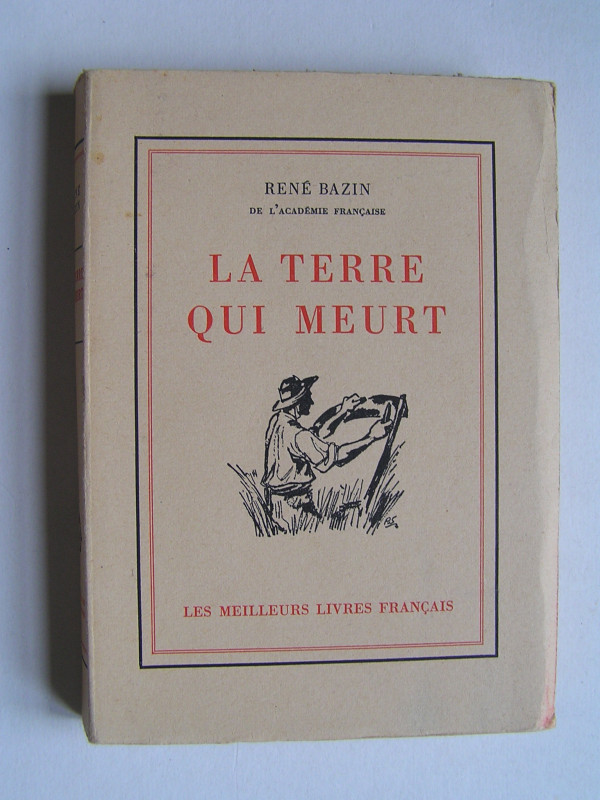 RENÉ BAZIN
DE L'ACADÉMIE FRANÇAISE
LA TERRE
QUI MEURT
LES MEILLEURS LIVRES FRANÇAIS